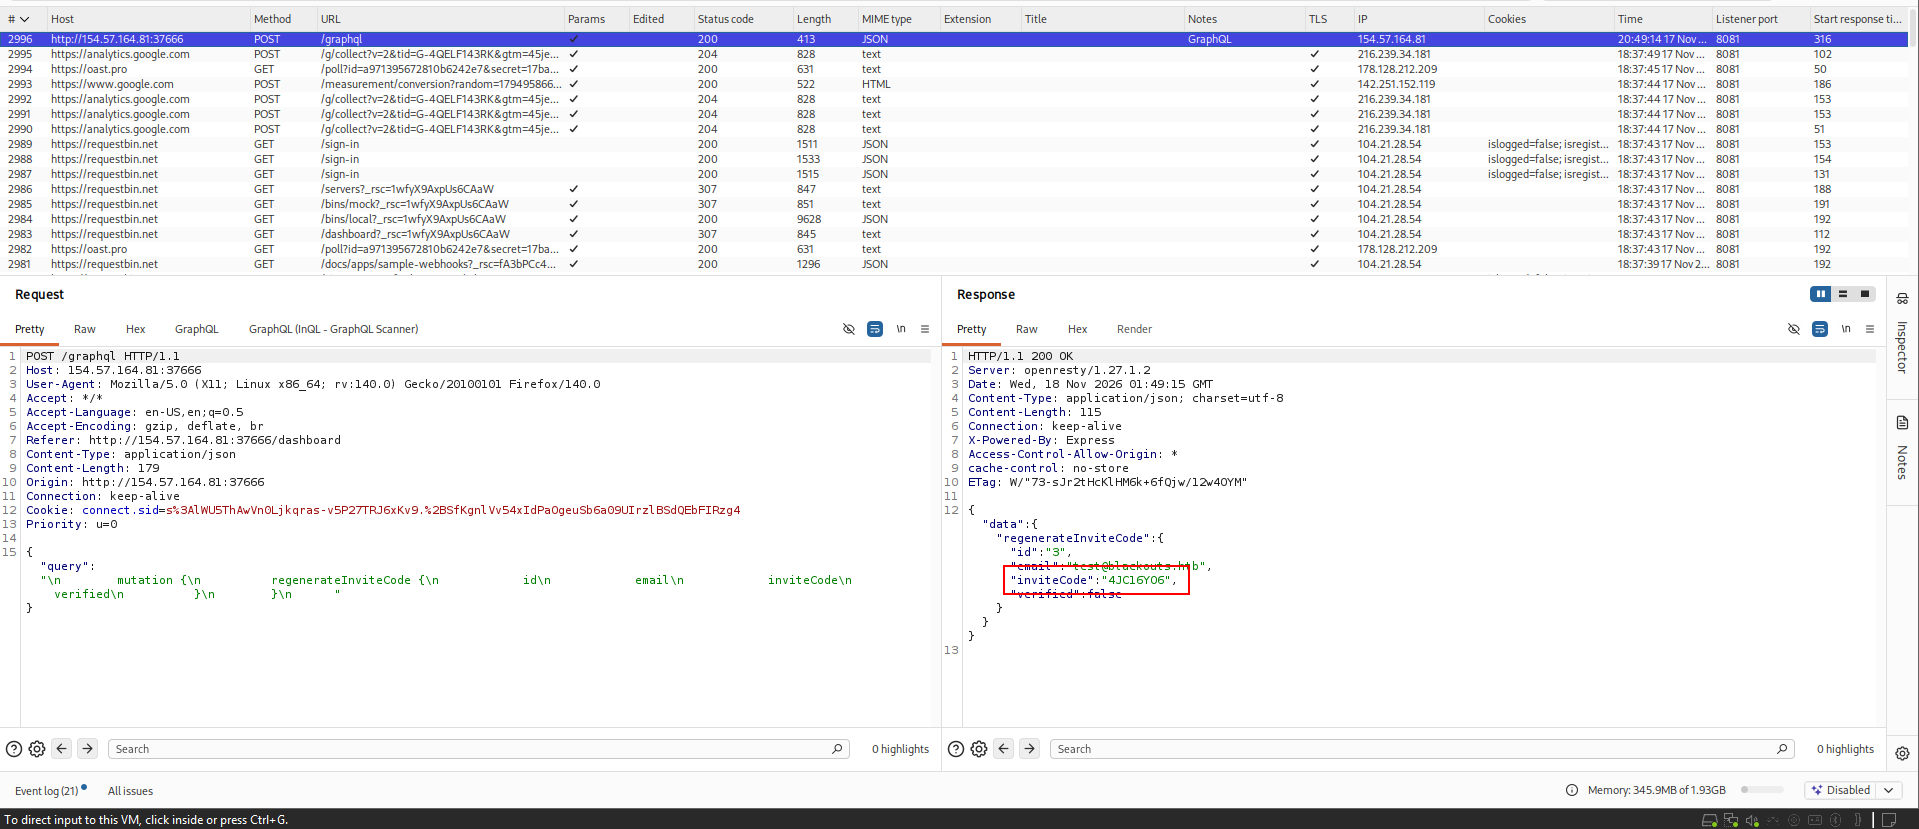 # Host Method URL Params Edited Status code Length MIME type Extension Title Notes TLS IP Cookies Time Listener port Start response ti...
2996 http://154.57.164.81:37666 POST /graphql ✓ 200 413 JSON GraphQL 154.57.164.81 20:49:14 17 Nov ... 8081 316
2995 https://analytics.google.com POST /g/collect?v=2&tid=G-4QELF143RK&gtm=45je... ✓ 204 828 text ✓ 216.239.34.181 18:37:49 17 Nov ... 8081 102
2994 https://oast.pro GET /poll?id=a971395672810b6242e7&secret=17ba... ✓ 200 631 text ✓ 178.128.212.209 18:37:45 17 Nov ... 8081 50
2993 https://www.google.com POST /measurement/conversion?random=179495866... ✓ 200 522 HTML ✓ 142.251.152.119 18:37:44 17 Nov ... 8081 186
2992 https://analytics.google.com POST /g/collect?v=2&tid=G-4QELF143RK&gtm=45je... ✓ 204 828 text ✓ 216.239.34.181 18:37:44 17 Nov ... 8081 153
2991 https://analytics.google.com POST /g/collect?v=2&tid=G-4QELF143RK&gtm=45je... ✓ 204 828 text ✓ 216.239.34.181 18:37:44 17 Nov ... 8081 153
2990 https://analytics.google.com POST /g/collect?v=2&tid=G-4QELF143RK&gtm=45je... ✓ 204 828 text ✓ 216.239.34.181 18:37:44 17 Nov ... 8081 51
2989 https://requestbin.net GET /sign-in 200 1511 JSON ✓ 104.21.28.54 islogged=false; isregist... 18:37:43 17 Nov ... 8081 153
2988 https://requestbin.net GET /sign-in 200 1533 JSON ✓ 104.21.28.54 islogged=false; isregist... 18:37:43 17 Nov ... 8081 154
2987 https://requestbin.net GET /sign-in 200 1515 JSON ✓ 104.21.28.54 islogged=false; isregist... 18:37:43 17 Nov ... 8081 131
2986 https://requestbin.net GET /servers?_rsc=1wfyX9AxpUs6CAaW ✓ 307 847 text ✓ 104.21.28.54 18:37:43 17 Nov ... 8081 188
2985 https://requestbin.net GET /bins/mock?_rsc=1wfyX9AxpUs6CAaW ✓ 307 851 text ✓ 104.21.28.54 18:37:43 17 Nov ... 8081 191
2984 https://requestbin.net GET /bins/local?_rsc=1wfyX9AxpUs6CAaW ✓ 200 9628 JSON ✓ 104.21.28.54 18:37:43 17 Nov ... 8081 192
2983 https://requestbin.net GET /dashboard?_rsc=1wfyX9AxpUs6CAaW ✓ 307 845 text ✓ 104.21.28.54 18:37:43 17 Nov ... 8081 112
2982 https://oast.pro GET /poll?id=a971395672810b6242e7&secret=17ba... ✓ 200 631 text ✓ 178.128.212.209 18:37:43 17 Nov ... 8081 192
2981 https://requestbin.net GET /docs/apps/sample-webhooks?_rsc=fA3bPCc4... ✓ 200 1296 JSON ✓ 104.21.28.54 18:37:39 17 Nov 2... 8081 192
Request
Pretty Raw Hex GraphQL GraphQL (InQL - GraphQL Scanner) \n
1 POST /graphql HTTP/1.1
2 Host: 154.57.164.81:37666
3 User-Agent: Mozilla/5.0 (X11; Linux x86_64; rv:140.0) Gecko/20100101 Firefox/140.0
4 Accept: */*
5 Accept-Language: en-US,en;q=0.5
6 Accept-Encoding: gzip, deflate, br
7 Referer: http://154.57.164.81:37666/dashboard
8 Content-Type: application/json
9 Content-Length: 179
10 Origin: http://154.57.164.81:37666
11 Connection: keep-alive
12 Cookie: connect.sid=s%3AlWU5ThAwVn0Ljkqras-v5P27TRJ6xKv9.%2BSfKgnlVv54xIdPaOgeuSb6a09UIrzlBSdQEbFIRzg4
13 Priority: u=0
14
15 {
"query":
"\n mutation {\n regenerateInviteCode {\n id\n email\n inviteCode\n
verified\n }\n }\n "
}
Response
Pretty Raw Hex Render \n
1 HTTP/1.1 200 OK
2 Server: openresty/1.27.1.2
3 Date: Wed, 18 Nov 2026 01:49:15 GMT
4 Content-Type: application/json; charset=utf-8
5 Content-Length: 115
6 Connection: keep-alive
7 X-Powered-By: Express
8 Access-Control-Allow-Origin: *
9 cache-control: no-store
10 ETag: W/"73-sJr2tHcKlHM6k+6fQjw/12w4OYM"
11
12 {
"data":{
"regenerateInviteCode":{
"id":"3",
"email":"test@blackouts.htb",
"inviteCode":"4JC16Y06",
"verified":false
}
}
}
13
Inspector
Notes
Search 0 highlights
Search 0 highlights
Event log (21) All issues
Memory: 345.9MB of 1.93GB Disabled
To direct input to this VM, click inside or press Ctrl+G.